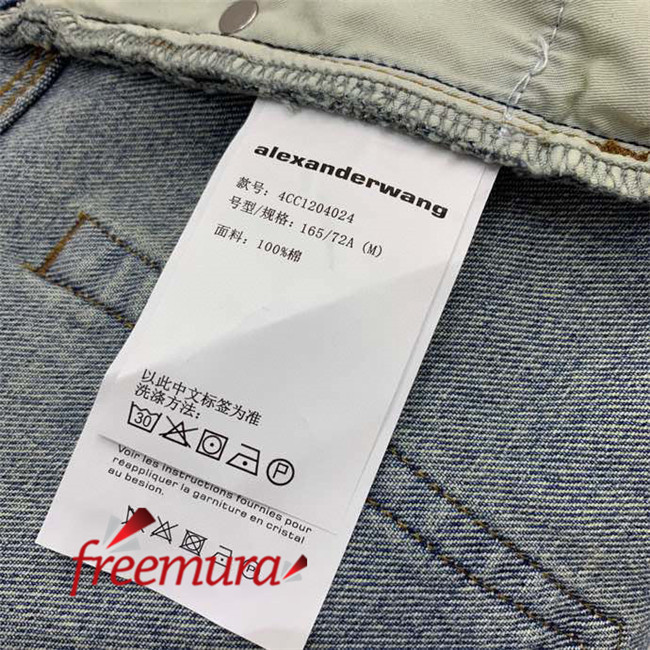 alexanderwang
款号: 4CC1204024
号型/规格: 165/72A (M)
面料: 100%棉
以此中文标签为准
洗涤方法:
30
P
Voir les instructions fournies pour
réappliquer la garniture en cristal
au besoin.
P
freemura